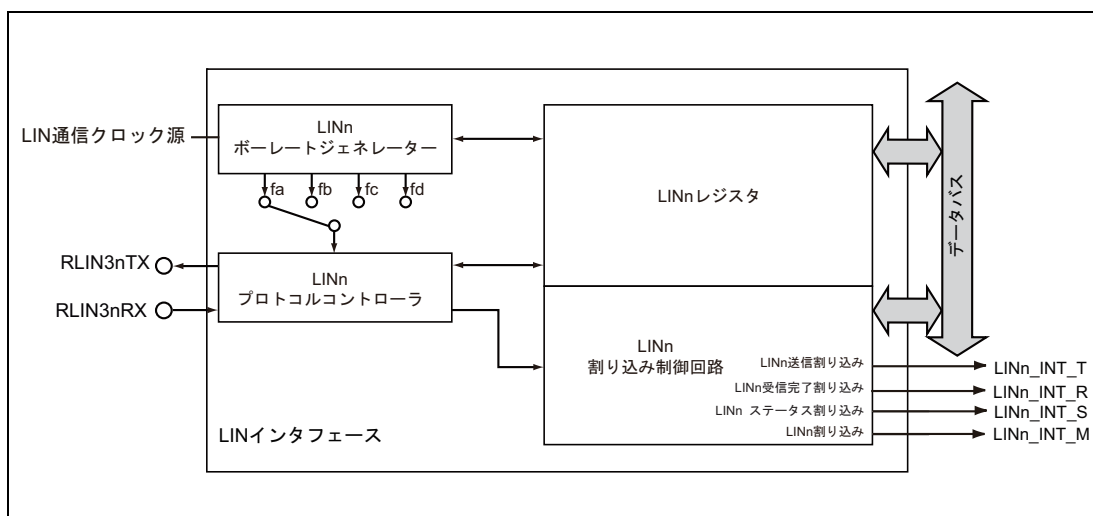 LIN通信クロック源
LINn
ボーレートジェネレーター
fa
fb
fc
fd
RLIN3nTX
RLIN3nRX
LINn
プロトコルコントローラ
LINnレジスタ
データバス
LINn
割り込み制御回路
LINn送信割り込み
LINn受信完了割り込み
LINn ステータス割り込み
LINn割り込み
LINn_INT_T
LINn_INT_R
LINn_INT_S
LINn_INT_M
LINインタフェース